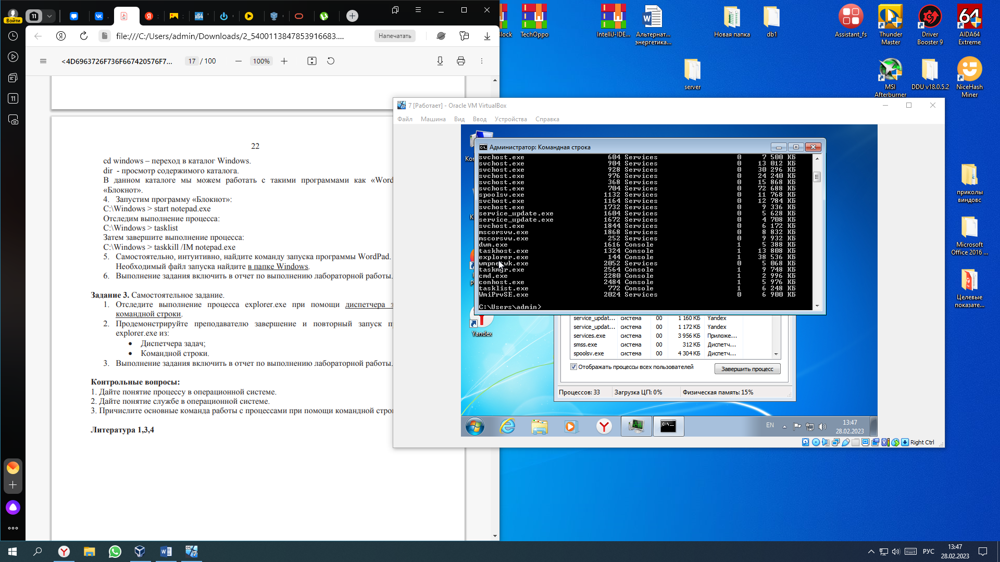 Войти
11
file:///C:/Users/admin/Downloads/2_5400113847853916683....
Напечатать
<4D6963726F736F667420576F7...
17 / 100
100%
11
22
cd windows – переход в каталог Windows.
dir - просмотр содержимого каталога.
В данном каталоге мы можем работать с такими программами как «Word
«Блокнот».
4. Запустим программу «Блокнот»:
C:\Windows > start notepad.exe
Отследим выполнение процесса:
C:\Windows > tasklist
Затем завершите выполнение процесса:
C:\Windows > taskkill /IM notepad.exe
5. Самостоятельно, интуитивно, найдите команду запуска программы WordPad.
Необходимый файл запуска найдите в папке Windows.
6. Выполнение задания включить в отчет по выполнению лабораторной работы.
Задание 3. Самостоятельное задание.
1. Отследите выполнение процесса explorer.exe при помощи диспетчера з
командной строки.
2. Продемонстрируйте преподавателю завершение и повторный запуск п
explorer.exe из:
• Диспетчера задач;
• Командной строки.
3. Выполнение задания включить в отчет по выполнению лабораторной работы.
Контрольные вопросы:
1. Дайте понятие процессу в операционной системе.
2. Дайте понятие службе в операционной системе.
3. Причислите основные команда работы с процессами при помощи командной стро
Литература 1,3,4
lock
TechOppo
IntelliJ-IDE...
Альтернат...
энергетика...
Новая папка
db1
Assistant_fs
Thunder
Master
Driver
Booster 9
AIDA64
Extreme
server
MSI
Afterburner
DDU v18.0.5.2
NiceHash
Miner
приколы
виндовс
Microsoft
Office 2016 ...
Целевые
показате...
7 [Работает] - Oracle VM VirtualBox
Файл Машина Вид Ввод Устройства Справка
Администратор: Командная строка
svchost.exe 604 Services 0 7 500 КБ
svchost.exe 904 Services 0 13 012 КБ
svchost.exe 928 Services 0 30 296 КБ
svchost.exe 976 Services 0 24 240 КБ
svchost.exe 368 Services 0 15 868 КБ
svchost.exe 704 Services 0 72 688 КБ
spoolsv.exe 1132 Services 0 11 768 КБ
svchost.exe 1164 Services 0 12 784 КБ
svchost.exe 1732 Services 0 9 336 КБ
service_update.exe 1604 Services 0 5 628 КБ
service_update.exe 1672 Services 0 4 708 КБ
svchost.exe 1844 Services 0 6 172 КБ
mscorsvw.exe 1868 Services 0 8 832 КБ
mscorsvw.exe 252 Services 0 9 932 КБ
dwm.exe 1616 Console 1 5 388 КБ
taskhost.exe 1324 Console 1 13 808 КБ
explorer.exe 144 Console 1 38 536 КБ
2052 Services 0 5 068 КБ
taskmgr.exe 2564 Console 1 9 748 КБ
cmd.exe 2280 Console 1 2 996 КБ
conhost.exe 2484 Console 1 5 976 КБ
tasklist.exe 772 Console 1 6 248 КБ
WmiPrvSE.exe 2024 Services 0 6 900 КБ
C:\Users\admin>
Yandex
service_updat... система 00 1 160 КБ Yandex
service_updat... система 00 1 172 КБ Yandex
services.exe система 00 3 956 КБ Приложе...
smss.exe система 00 312 КБ Диспетч...
spoolsv.exe система 00 4 304 КБ Диспетч...
Отображать процессы всех пользователей
Завершить процесс
Процессов: 33 Загрузка ЦП: 0% Физическая память: 15%
EN
13:47
28.02.2023
Right Ctrl
РУС
13:47
28.02.2023